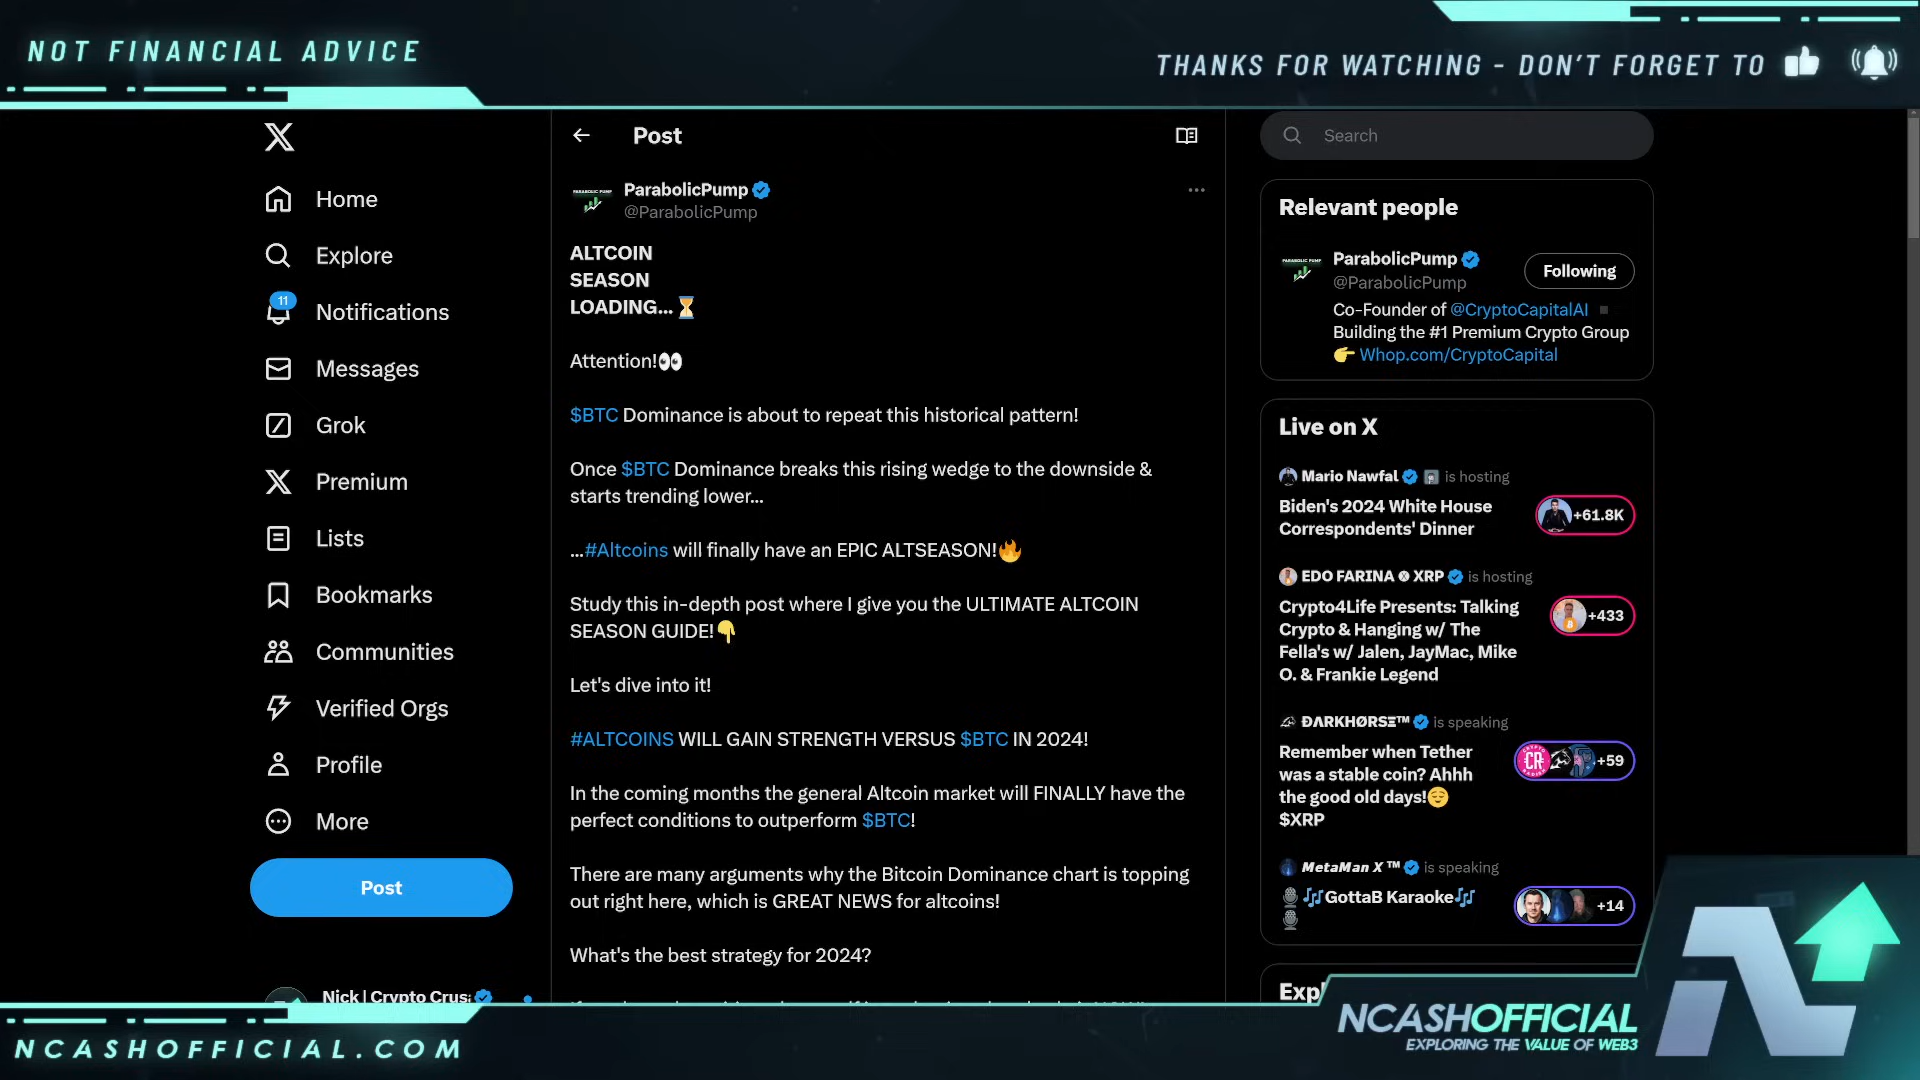 NOT FINANCIAL ADVICE
THANKS FOR WATCHING - DON'T FORGET TO
Home
Explore
11
Notifications
Messages
Grok
Premium
Lists
Bookmarks
Communities
Verified Orgs
Profile
More
Post
Nick | Crypto Crus
Post
ParabolicPump
@ParabolicPump
ALTCOIN
SEASON
LOADING...⏳
Attention!👀
$BTC Dominance is about to repeat this historical pattern!
Once $BTC Dominance breaks this rising wedge to the downside &
starts trending lower...
...#Altcoins will finally have an EPIC ALTSEASON!🔥
Study this in-depth post where I give you the ULTIMATE ALTCOIN
SEASON GUIDE!👇
Let's dive into it!
#ALTCOINS WILL GAIN STRENGTH VERSUS $BTC IN 2024!
In the coming months the general Altcoin market will FINALLY have the
perfect conditions to outperform $BTC!
There are many arguments why the Bitcoin Dominance chart is topping
out right here, which is GREAT NEWS for altcoins!
What's the best strategy for 2024?
Search
Relevant people
ParabolicPump
@ParabolicPump
Following
Co-Founder of @CryptoCapitalAI ◾
Building the #1 Premium Crypto Group
👉 Whop.com/CryptoCapital
Live on X
Mario Nawfal is hosting
Biden's 2024 White House
Correspondents' Dinner
+61.8K
EDO FARINA ⊗ XRP is hosting
Crypto4Life Presents: Talking
Crypto & Hanging w/ The
Fella's w/ Jalen, JayMac, Mike
O. & Frankie Legend
+433
ÐΛRKHØRSΞ™ is speaking
Remember when Tether
was a stable coin? Ahhh
the good old days!😌
$XRP
+59
MetaMan X ™ is speaking
🎙🎶GottaB Karaoke🎶
🎙
+14
Exp
NCASHOFFICIAL
EXPLORING THE VALUE OF WEB3
NCASHOFFICIAL.COM